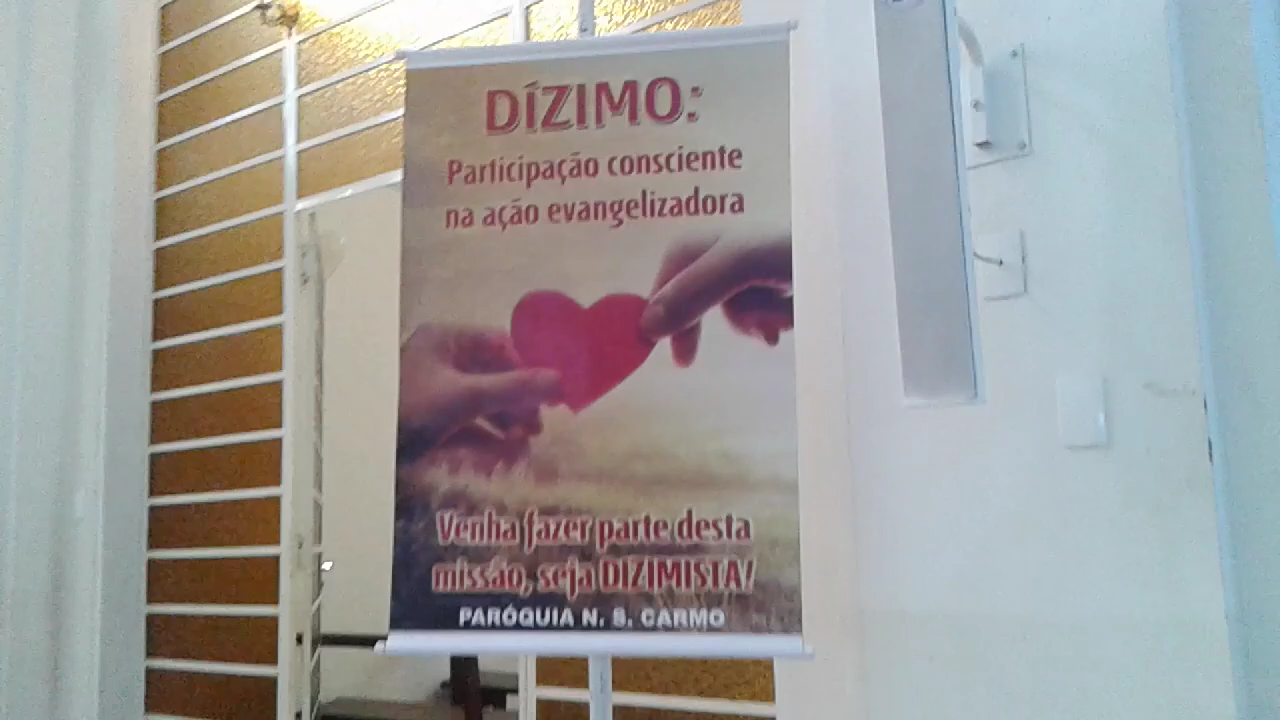 DÍZIMO:
Participação consciente
na ação evangelizadora
Venha fazer parte desta
missão, seja DIZIMISTA!
PARÓQUIA N. S. CARMO